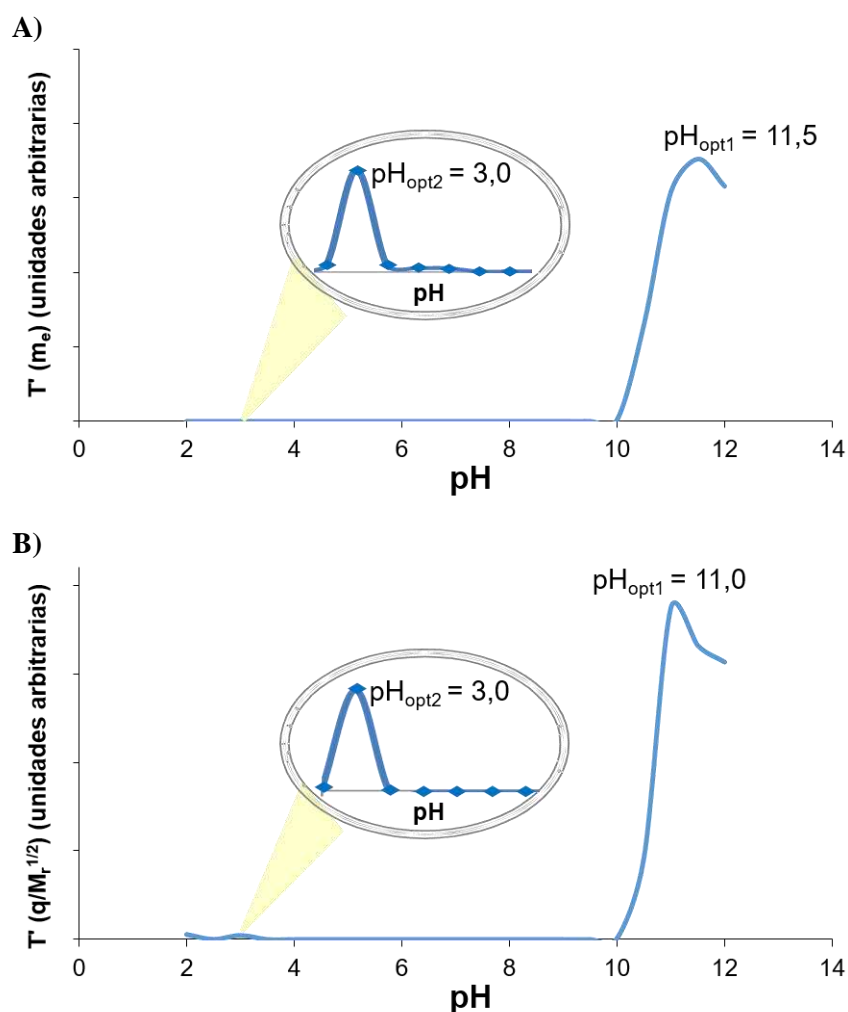 A)
T' (mₑ) (unidades arbitrarias)
pHopt1 = 11,5
pHopt2 = 3,0
pH
0 2 4 6 8 10 12 14
pH
B)
T' (q/Mr1/2) (unidades arbitrarias)
pHopt1 = 11,0
pHopt2 = 3,0
pH
0 2 4 6 8 10 12 14
pH